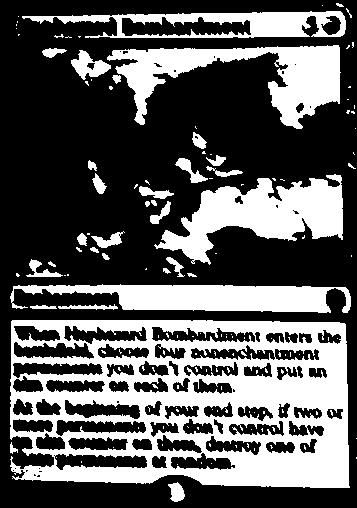 Haphazard Bombardment
Enchantment
When Haphazard Bombardment enters the
battlefield, choose four nonenchantment
permanents you don't control and put an
aim counter on each of them.
At the beginning of your end step, if two or
more permanents you don't control have
an aim counter on them, destroy one of
those permanents at random.